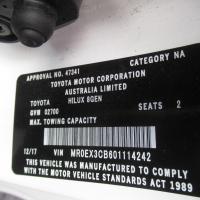 CATEGORY NA
APPROVAL NO. 47341
TOYOTA MOTOR CORPORATION
AUSTRALIA LIMITED
TOYOTA HILUX 8GEN
GVM 02700 SEATS 2
MAX. TOWING CAPACITY
12/17 VIN MR0EX3CB601114242
THIS VEHICLE WAS MANUFACTURED TO COMPLY WITH
THE MOTOR VEHICLE STANDARDS ACT 1989